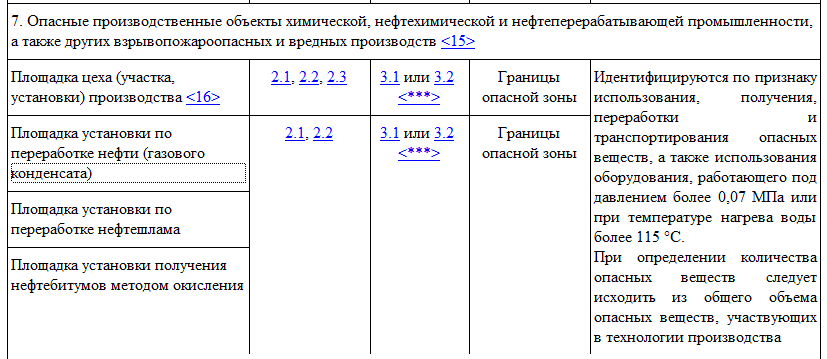 7. Опасные производственные объекты химической, нефтехимической и нефтеперерабатывающей промышленности,
а также других взрывопожароопасных и вредных производств <15>
Площадка цеха (участка,
установки) производства <16>
2.1, 2.2, 2.3
3.1 или 3.2
<***>
Границы
опасной зоны
Идентифицируются по признаку
использования, получения,
переработки и
транспортирования опасных
веществ, а также использования
оборудования, работающего под
давлением более 0,07 МПа или
при температуре нагрева воды
более 115 °C.
При определении количества
опасных веществ следует
исходить из общего объема
опасных веществ, участвующих
в технологии производства
Площадка установки по
переработке нефти (газового
конденсата)
2.1, 2.2
3.1 или 3.2
<***>
Границы
опасной зоны
Площадка установки по
переработке нефтешлама
Площадка установки получения
нефтебитумов методом окисления